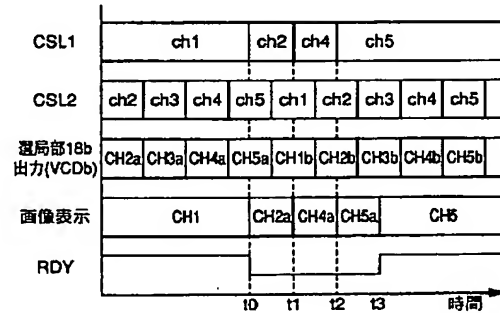 CSL1 ch1 ch2 ch4 ch5
CSL2 ch2 ch3 ch4 ch5 ch1 ch2 ch3 ch4 ch5
選局部18b
出力(VCDb) CH2a CH3a CH4a CH5a CH1b CH2b CH3b CH4b CH5b
画像表示 CH1 CH2a CH4a CH5a CH5
RDY
t0 t1 t2 t3 時間